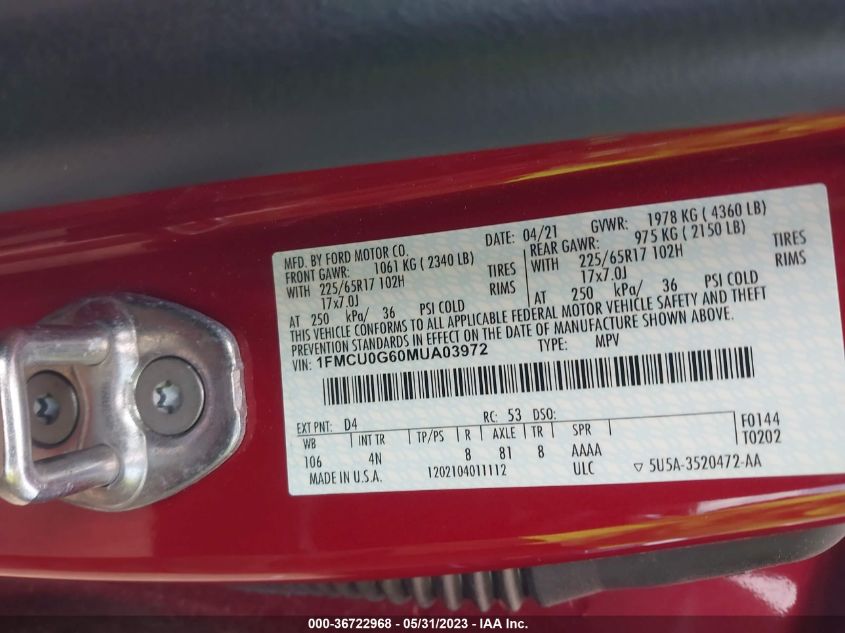 MFD. BY FORD MOTOR CO.
DATE: 04/21
GVWR: 1978 KG ( 4360 LB)
FRONT GAWR: 1061 KG ( 2340 LB)
REAR GAWR: 975 KG ( 2150 LB)
WITH 225/65R17 102H TIRES
WITH 225/65R17 102H TIRES
17x7.0J RIMS
17x7.0J RIMS
AT 250 kPa/ 36 PSI COLD
AT 250 kPa/ 36 PSI COLD
THIS VEHICLE CONFORMS TO ALL APPLICABLE FEDERAL MOTOR VEHICLE SAFETY AND THEFT
PREVENTION STANDARDS IN EFFECT ON THE DATE OF MANUFACTURE SHOWN ABOVE.
VIN: 1FMCU0G60MUA03972 TYPE: MPV
EXT PNT: D4 RC: 53 DSO:
WB INT TR TP/PS R AXLE TR SPR
F0144
106 4N 8 81 8 AAAA
T0202
MADE IN U.S.A. 1202104011112 ULC ▽ 5U5A-3520472-AA
000-36722968 - 05/31/2023 - IAA Inc.